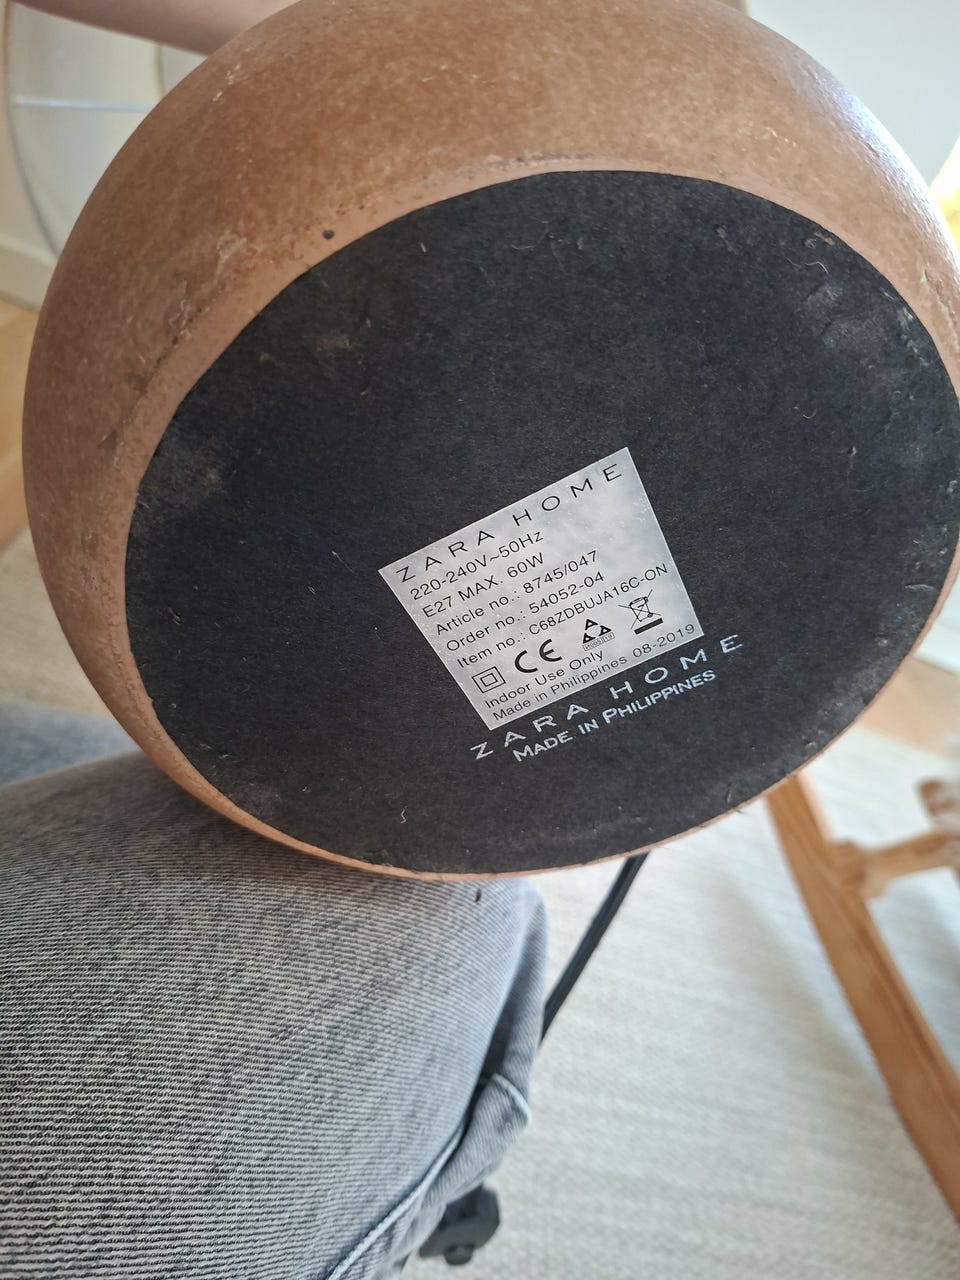 ZARA HOME
220-240V~50Hz
E27 MAX. 60W
Article no.: 8745/047
Order no.: 54052-04
Item no.: C68ZDBUJA16C-ON
CE
Indoor Use Only
Made in Philippines 08-2019
ZARA HOME
MADE IN PHILIPPINES